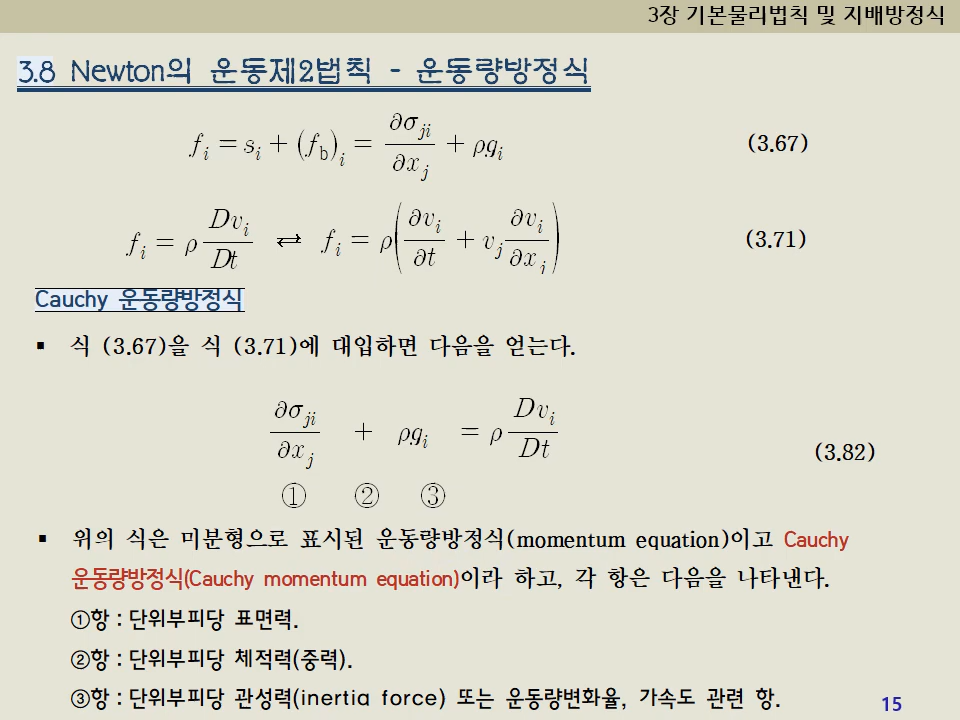 3장 기본물리법칙 및 지배방정식
3.8 Newton의 운동제2법칙 - 운동량방정식
f_i = s_i + (f_b)_i = ∂σ_ji/∂x_j + ρg_i (3.67)
f_i = ρ Dv_i/Dt ⇄ f_i = ρ(∂v_i/∂t + v_j ∂v_i/∂x_j) (3.71)
Cauchy 운동량방정식
▪ 식 (3.67)을 식 (3.71)에 대입하면 다음을 얻는다.
∂σ_ji/∂x_j + ρg_i = ρ Dv_i/Dt (3.82)
① ② ③
▪ 위의 식은 미분형으로 표시된 운동량방정식(momentum equation)이고 Cauchy
운동량방정식(Cauchy momentum equation)이라 하고, 각 항은 다음을 나타낸다.
①항 : 단위부피당 표면력.
②항 : 단위부피당 체적력(중력).
③항 : 단위부피당 관성력(inertia force) 또는 운동량변화율, 가속도 관련 항.
15